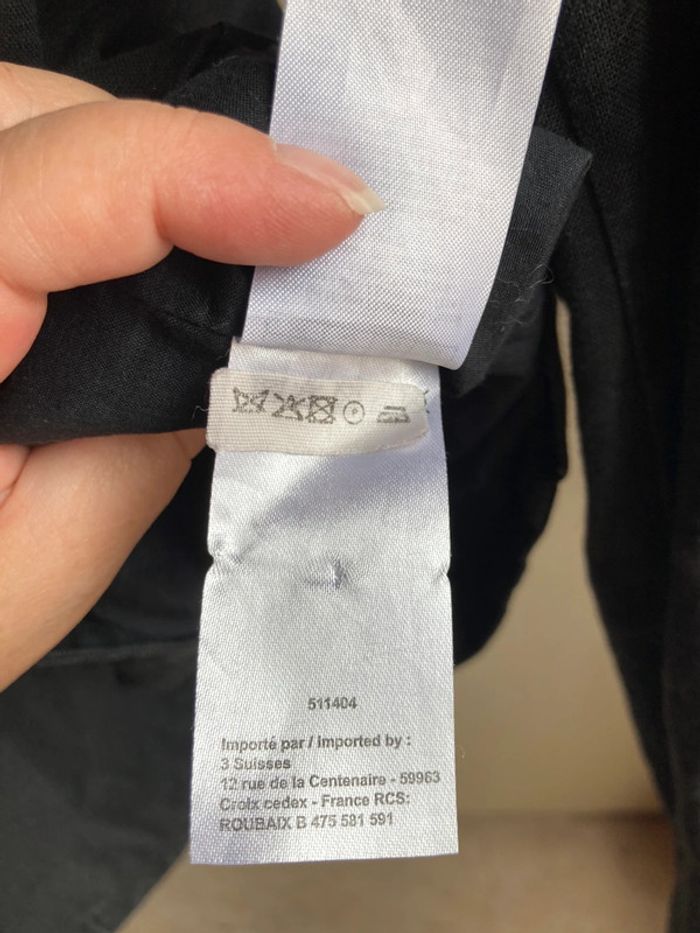 P
511404
Importé par / Imported by :
3 Suisses
12 rue de la Centenaire - 59963
Croix cedex - France RCS:
ROUBAIX B 475 581 591